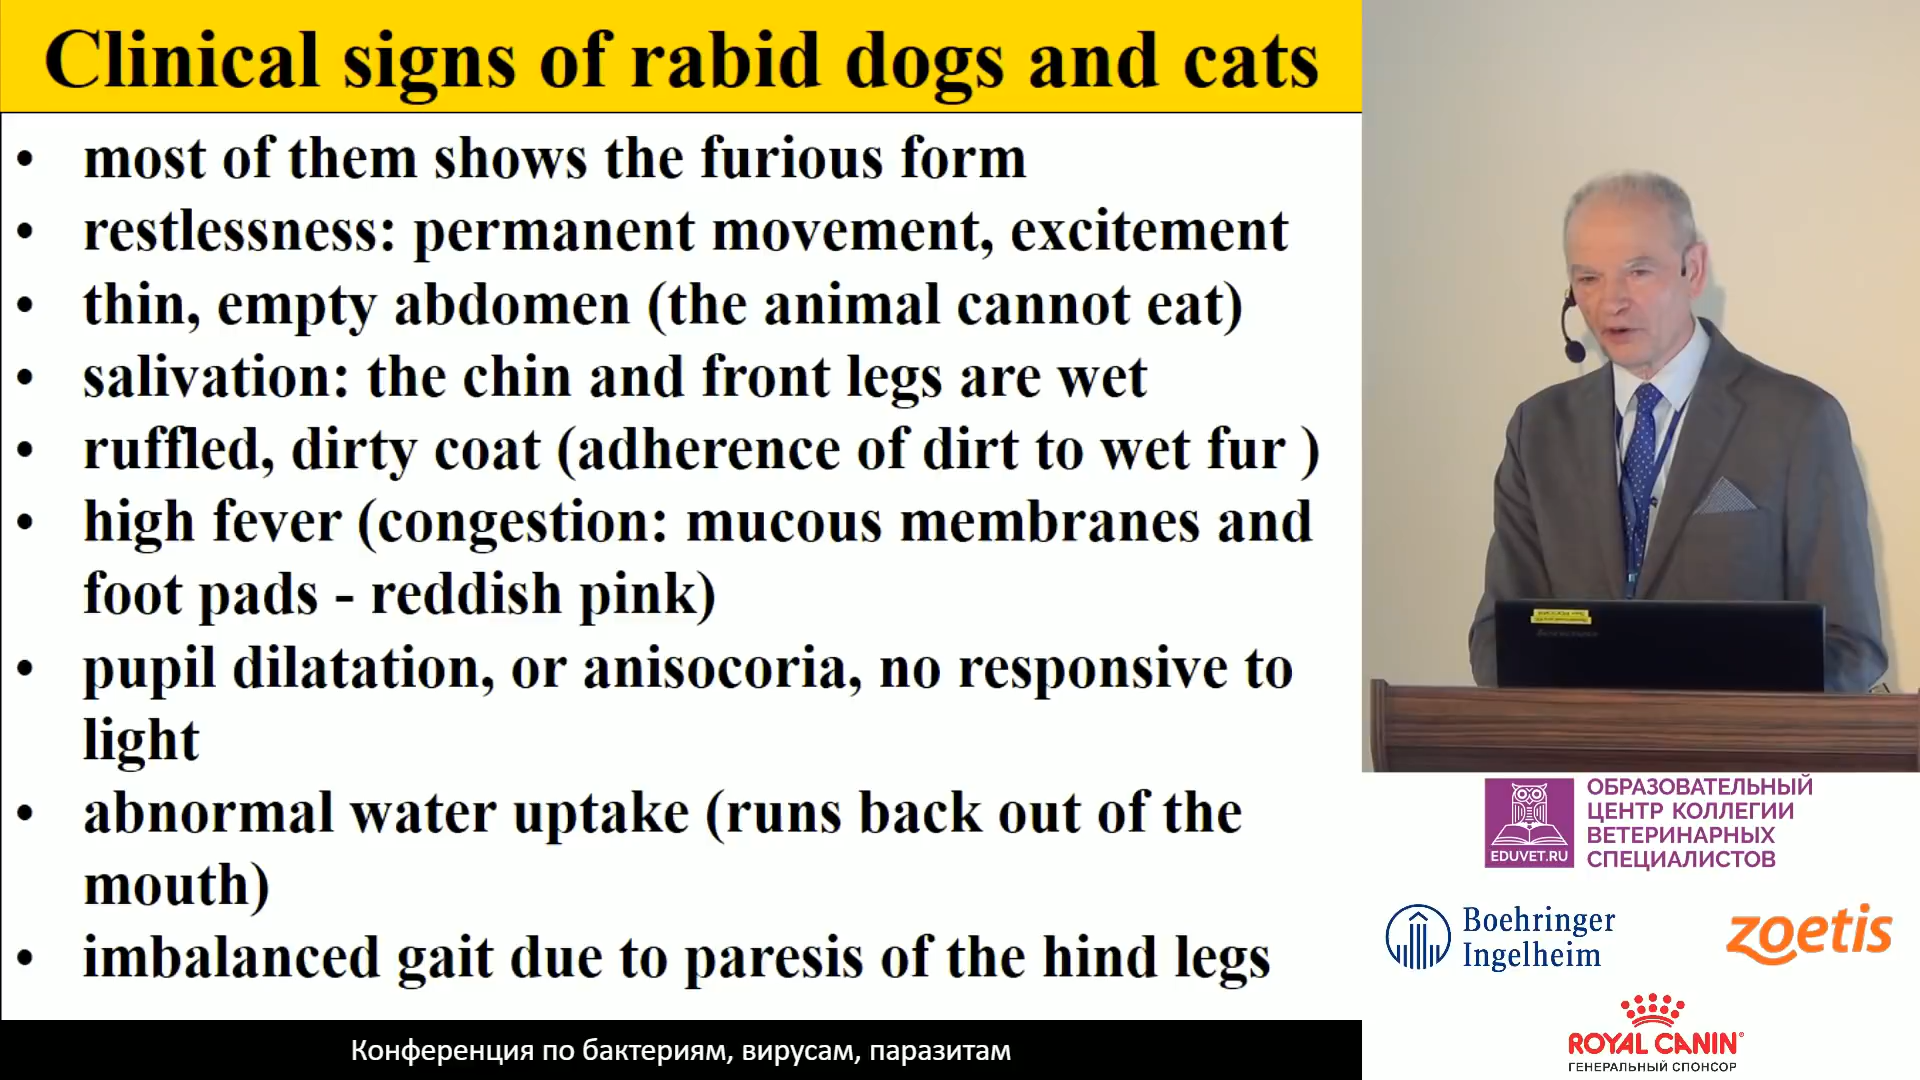 Clinical signs of rabid dogs and cats
• most of them shows the furious form
• restlessness: permanent movement, excitement
• thin, empty abdomen (the animal cannot eat)
• salivation: the chin and front legs are wet
• ruffled, dirty coat (adherence of dirt to wet fur )
• high fever (congestion: mucous membranes and
foot pads - reddish pink)
• pupil dilatation, or anisocoria, no responsive to
light
• abnormal water uptake (runs back out of the
mouth)
• imbalanced gait due to paresis of the hind legs
Конференция по бактериям, вирусам, паразитам
EDUVET.RU
ОБРАЗОВАТЕЛЬНЫЙ
ЦЕНТР КОЛЛЕГИИ
ВЕТЕРИНАРНЫХ
СПЕЦИАЛИСТОВ
Boehringer
Ingelheim
zoetis
ROYAL CANIN
ГЕНЕРАЛЬНЫЙ СПОНСОР